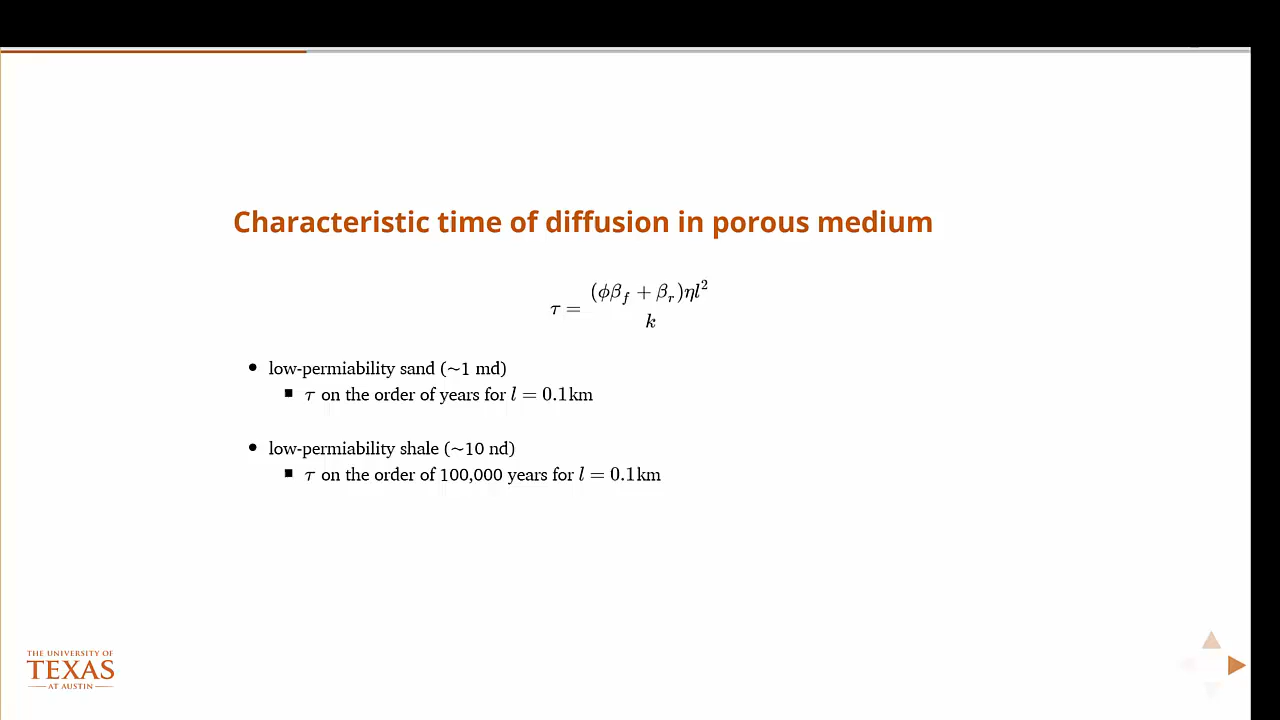 Characteristic time of diffusion in porous medium
τ = (ϕβ_f + β_r)ηl² / k
• low-permiability sand (~1 md)
▪ τ on the order of years for l = 0.1km
• low-permiability shale (~10 nd)
▪ τ on the order of 100,000 years for l = 0.1km
THE UNIVERSITY OF
TEXAS
AT AUSTIN